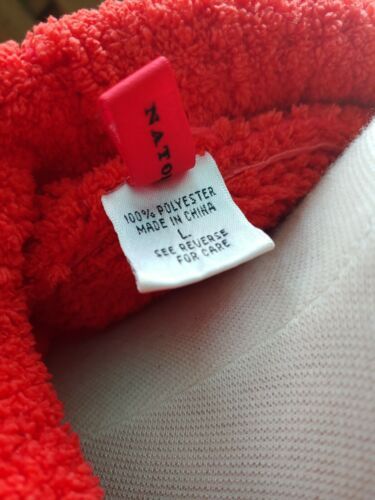 NATO
100% POLYESTER
MADE IN CHINA
L
SEE REVERSE
FOR CARE